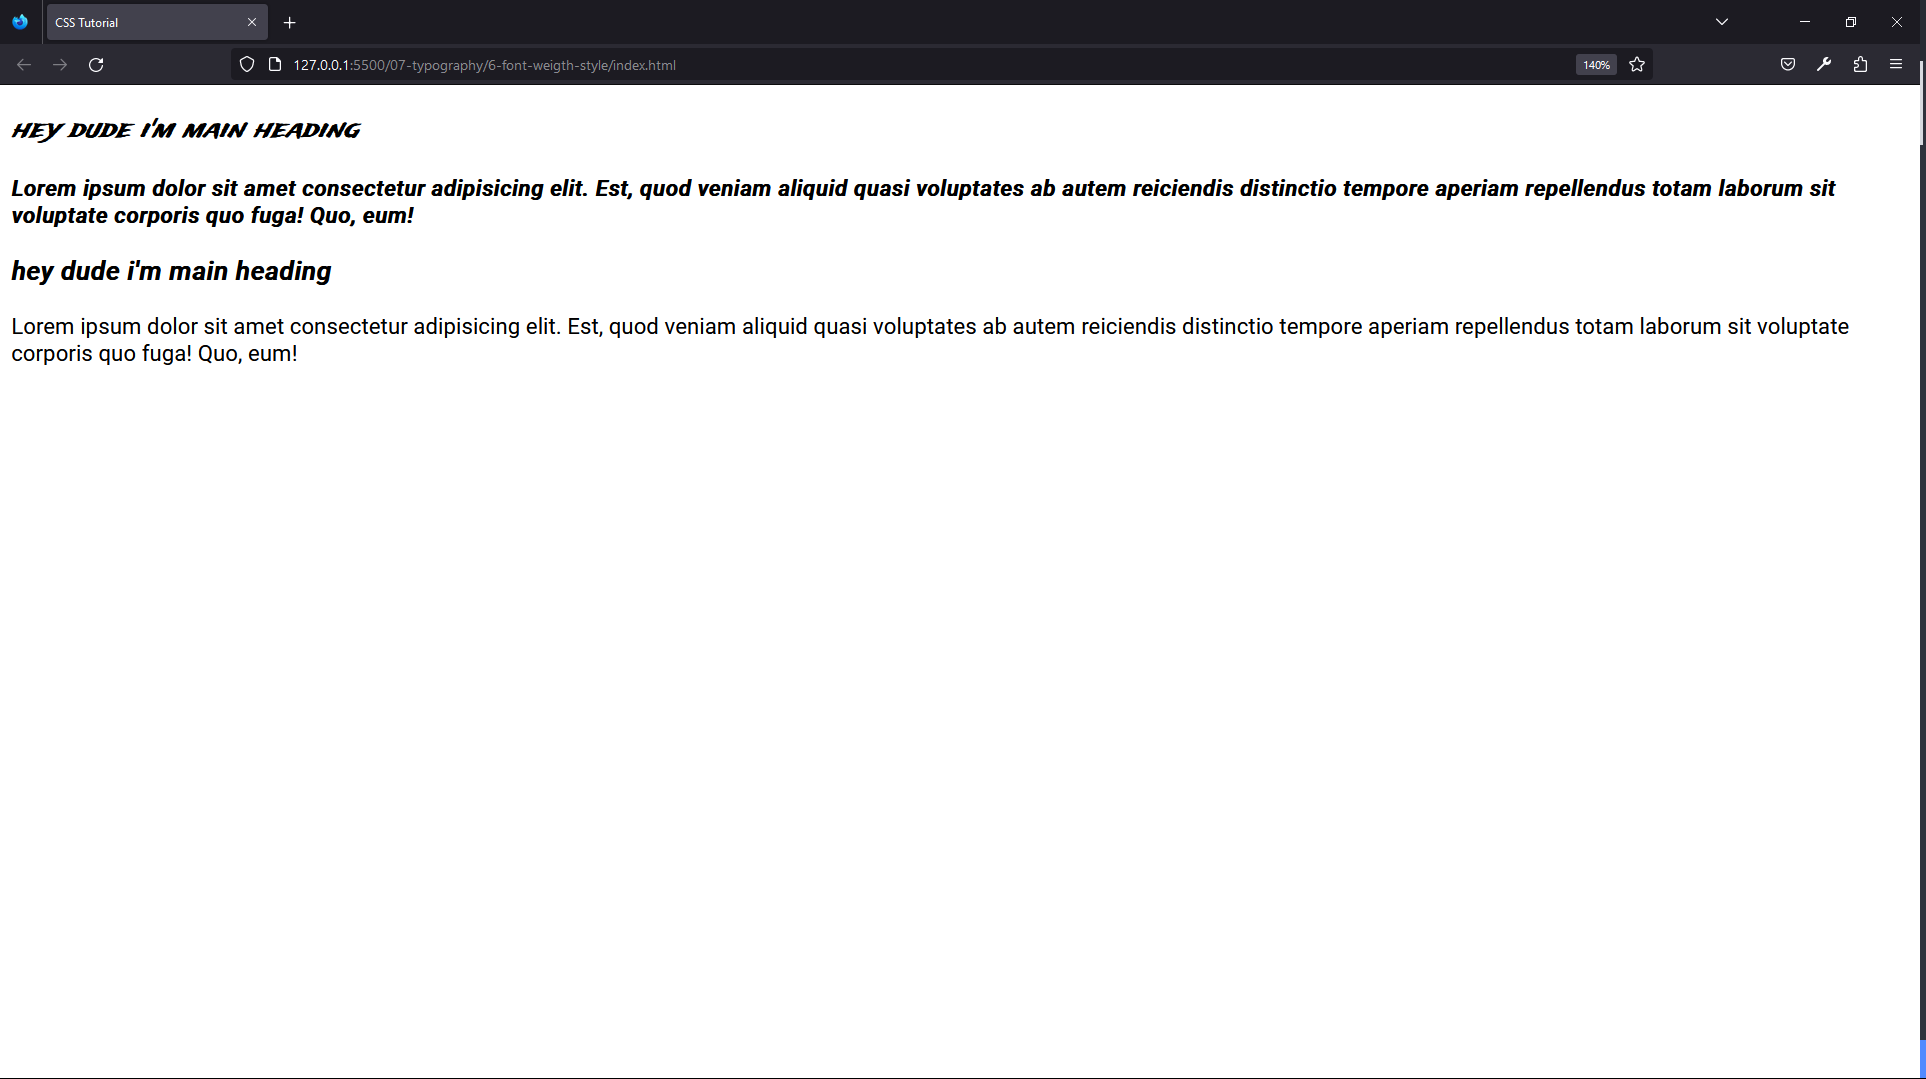 CSS Tutorial
127.0.0.1:5500/07-typography/6-font-weigth-style/index.html
140%
HEY DUDE I'M MAIN HEADING
Lorem ipsum dolor sit amet consectetur adipisicing elit. Est, quod veniam aliquid quasi voluptates ab autem reiciendis distinctio tempore aperiam repellendus totam laborum sit
voluptate corporis quo fuga! Quo, eum!
hey dude i'm main heading
Lorem ipsum dolor sit amet consectetur adipisicing elit. Est, quod veniam aliquid quasi voluptates ab autem reiciendis distinctio tempore aperiam repellendus totam laborum sit voluptate
corporis quo fuga! Quo, eum!